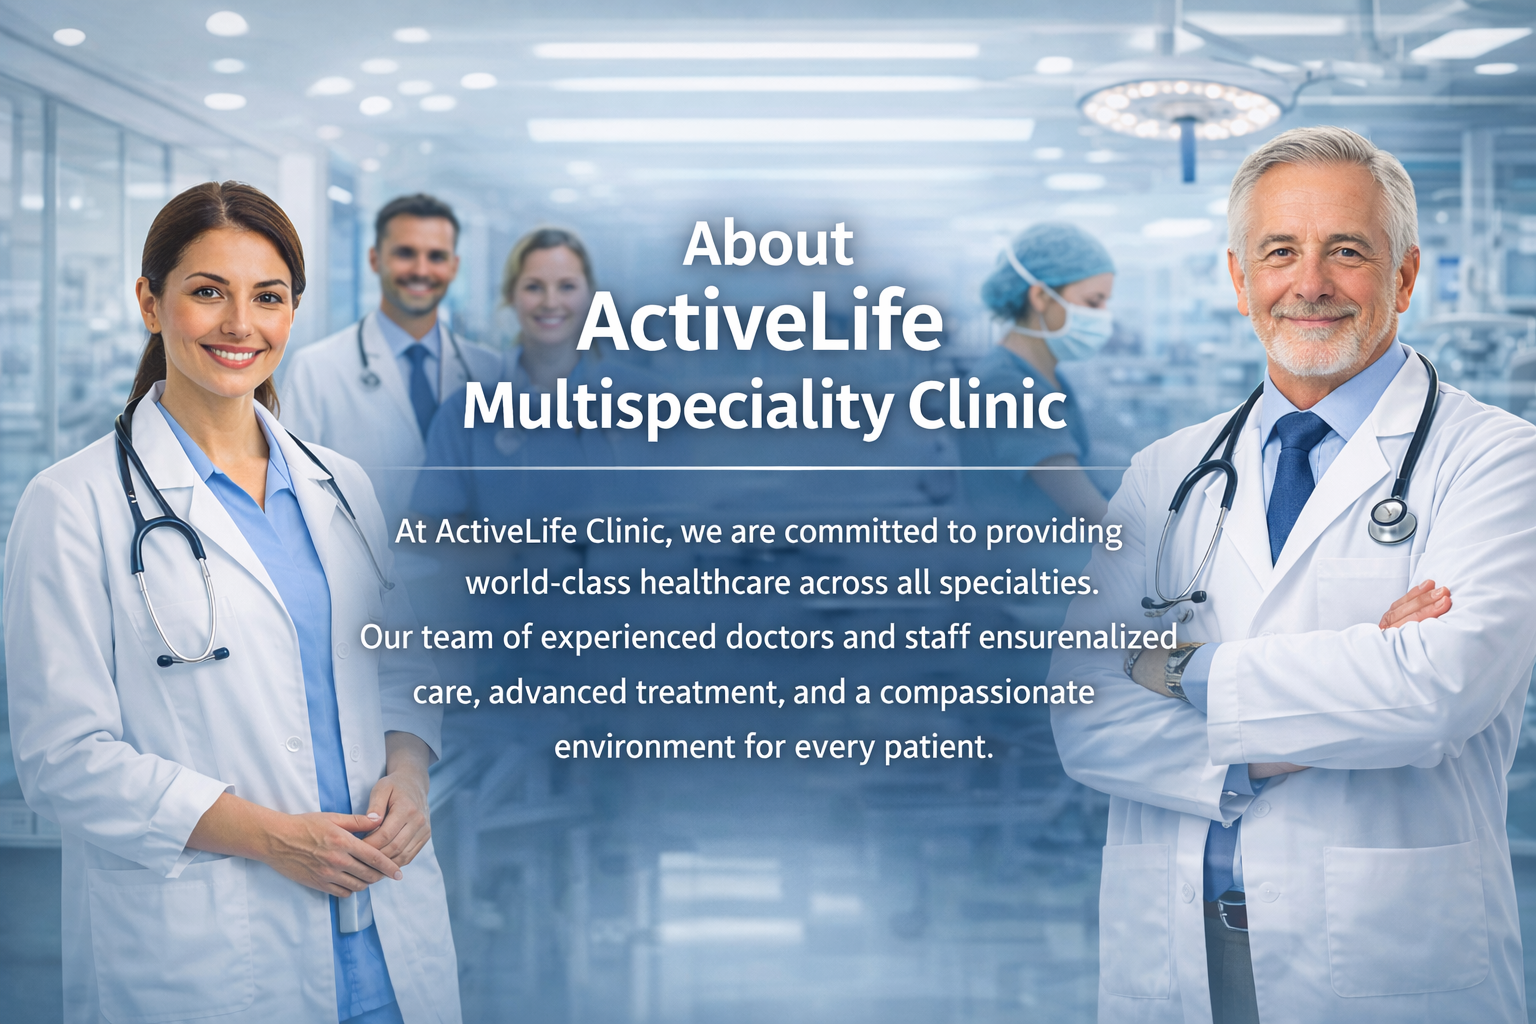 About
ActiveLife
Multispeciality Clinic
At ActiveLife Clinic, we are committed to providing
world-class healthcare across all specialties.
Our team of experienced doctors and staff ensurenalized
care, advanced treatment, and a compassionate
environment for every patient.